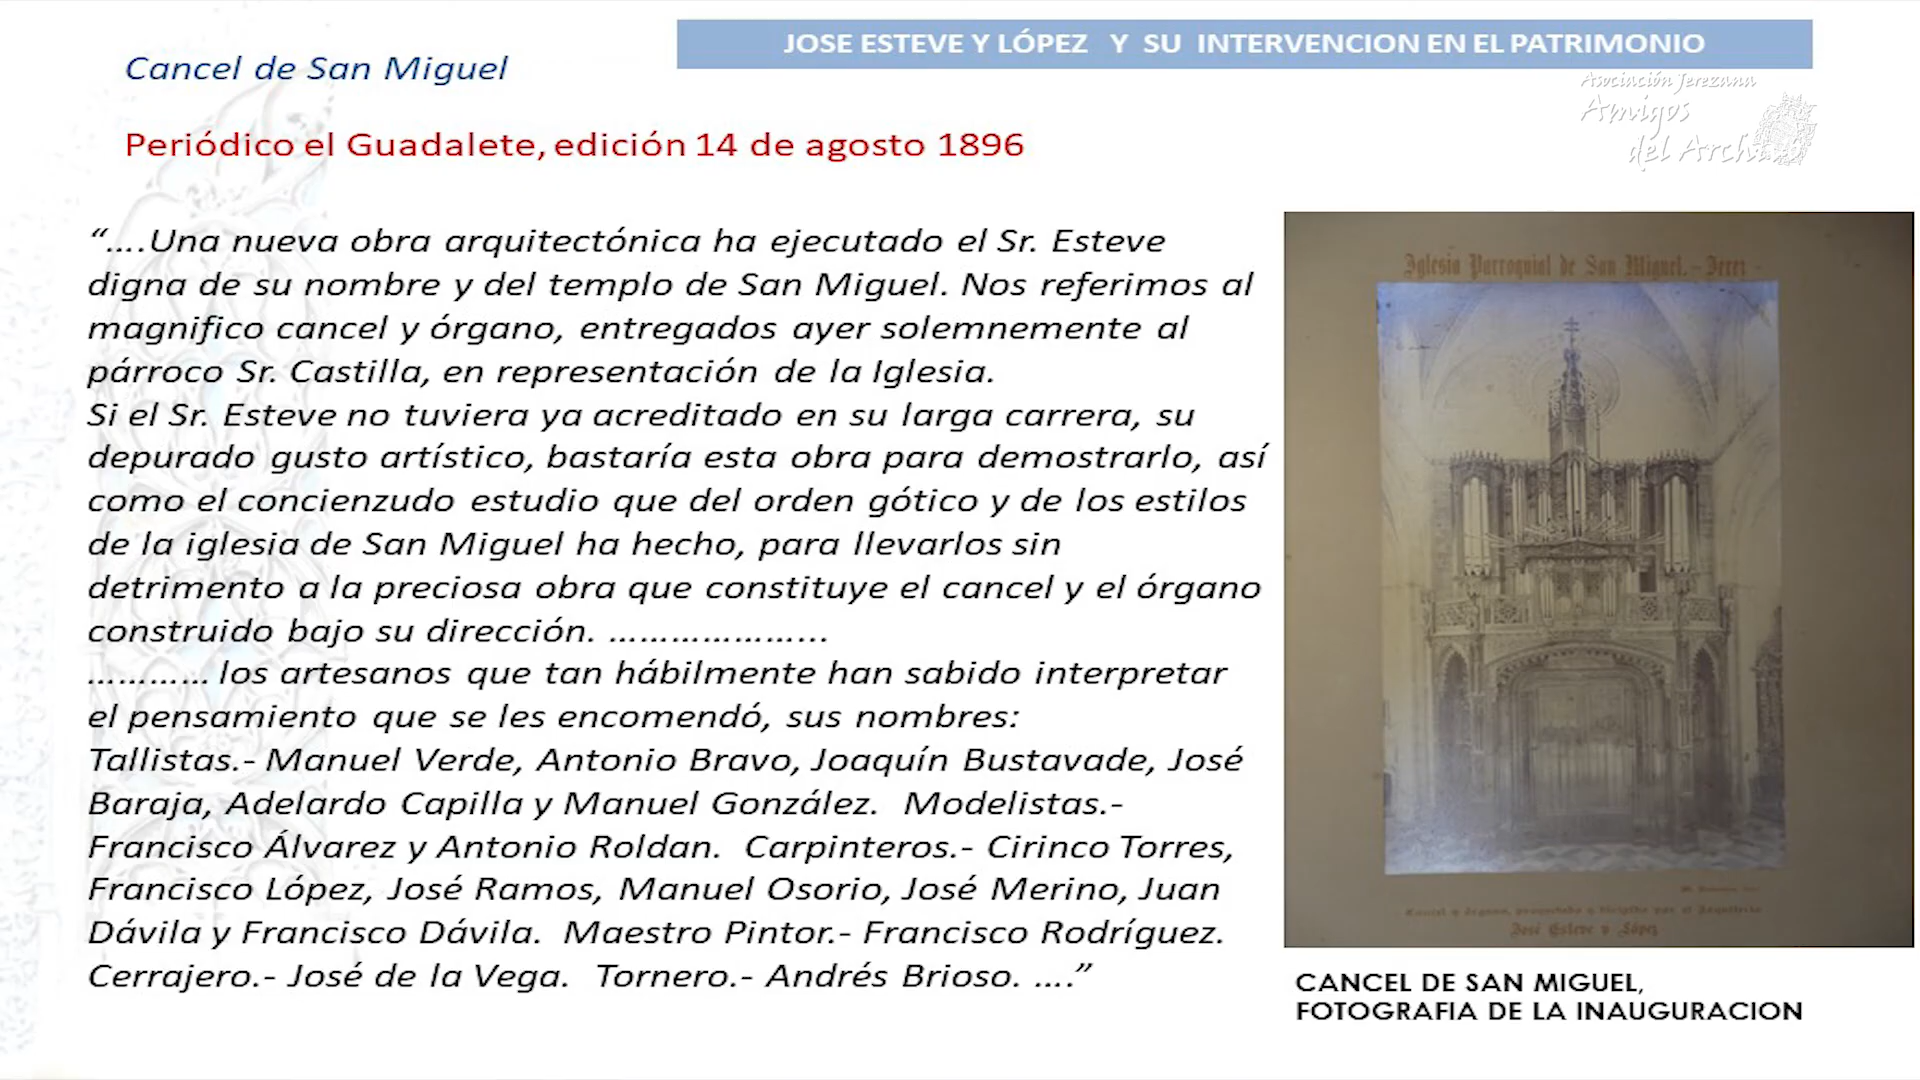 JOSE ESTEVE Y LÓPEZ Y SU INTERVENCION EN EL PATRIMONIO
Cancel de San Miguel
Asociación Jerezana
Amigos
del Archivo
Periódico el Guadalete, edición 14 de agosto 1896
“….Una nueva obra arquitectónica ha ejecutado el Sr. Esteve
digna de su nombre y del templo de San Miguel. Nos referimos al
magnifico cancel y órgano, entregados ayer solemnemente al
párroco Sr. Castilla, en representación de la Iglesia.
Si el Sr. Esteve no tuviera ya acreditado en su larga carrera, su
depurado gusto artístico, bastaría esta obra para demostrarlo, así
como el concienzudo estudio que del orden gótico y de los estilos
de la iglesia de San Miguel ha hecho, para llevarlos sin
detrimento a la preciosa obra que constituye el cancel y el órgano
construido bajo su dirección. …………………
………… los artesanos que tan hábilmente han sabido interpretar
el pensamiento que se les encomendó, sus nombres:
Tallistas.- Manuel Verde, Antonio Bravo, Joaquín Bustavade, José
Baraja, Adelardo Capilla y Manuel González. Modelistas.-
Francisco Álvarez y Antonio Roldan. Carpinteros.- Cirinco Torres,
Francisco López, José Ramos, Manuel Osorio, José Merino, Juan
Dávila y Francisco Dávila. Maestro Pintor.- Francisco Rodríguez.
Cerrajero.- José de la Vega. Tornero.- Andrés Brioso. ….”
Iglesia Parroquial de San Miguel.- Jerez -
Cancel y órgano, proyectado y dirigido por el Arquitecto
José Esteve y López
CANCEL DE SAN MIGUEL,
FOTOGRAFIA DE LA INAUGURACION